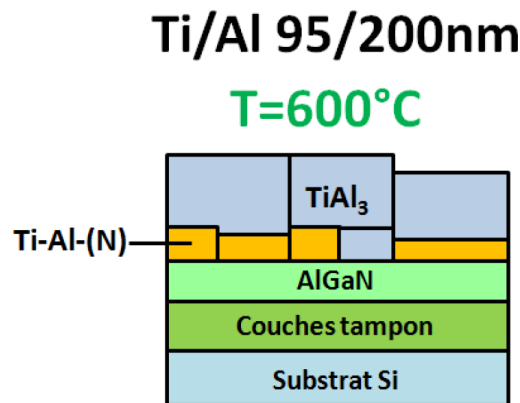 Ti/Al 95/200nm
T=600°C
TiAl₃
Ti-Al-(N)
AlGaN
Couches tampon
Substrat Si